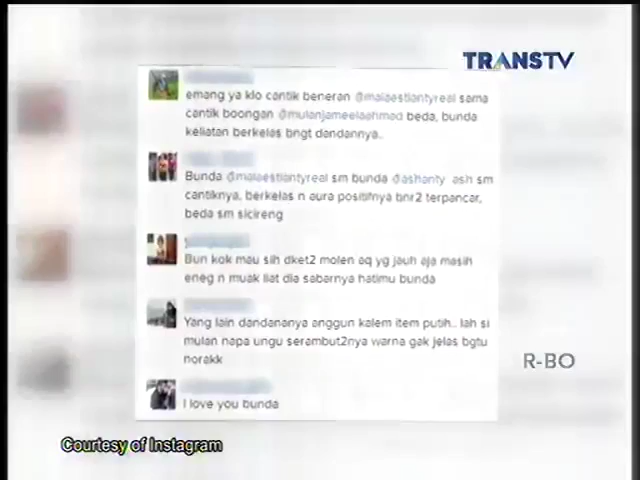 TRANSTV
emang ya klo cantik beneran @maiaestiantyreal sama
cantik boongan @mulanjameelaahmad beda, bunda
keliatan berkelas bngt dandannya..
Bunda @maiaestiantyreal sm bunda @ashanty_ash sm
cantiknya, berkelas n aura positifnya bnr2 terpancar,
beda sm sicireng
Bun kok mau sih dket2 molen aq yg jauh aja masih
eneg n muak liat dia sabarnya hatimu bunda
Yang lain dandananya anggun kalem item putih.. lah si
mulan napa ungu serambut2nya warna gak jelas bgtu
norakk
R-BO
I love you bunda
Courtesy of Instagram